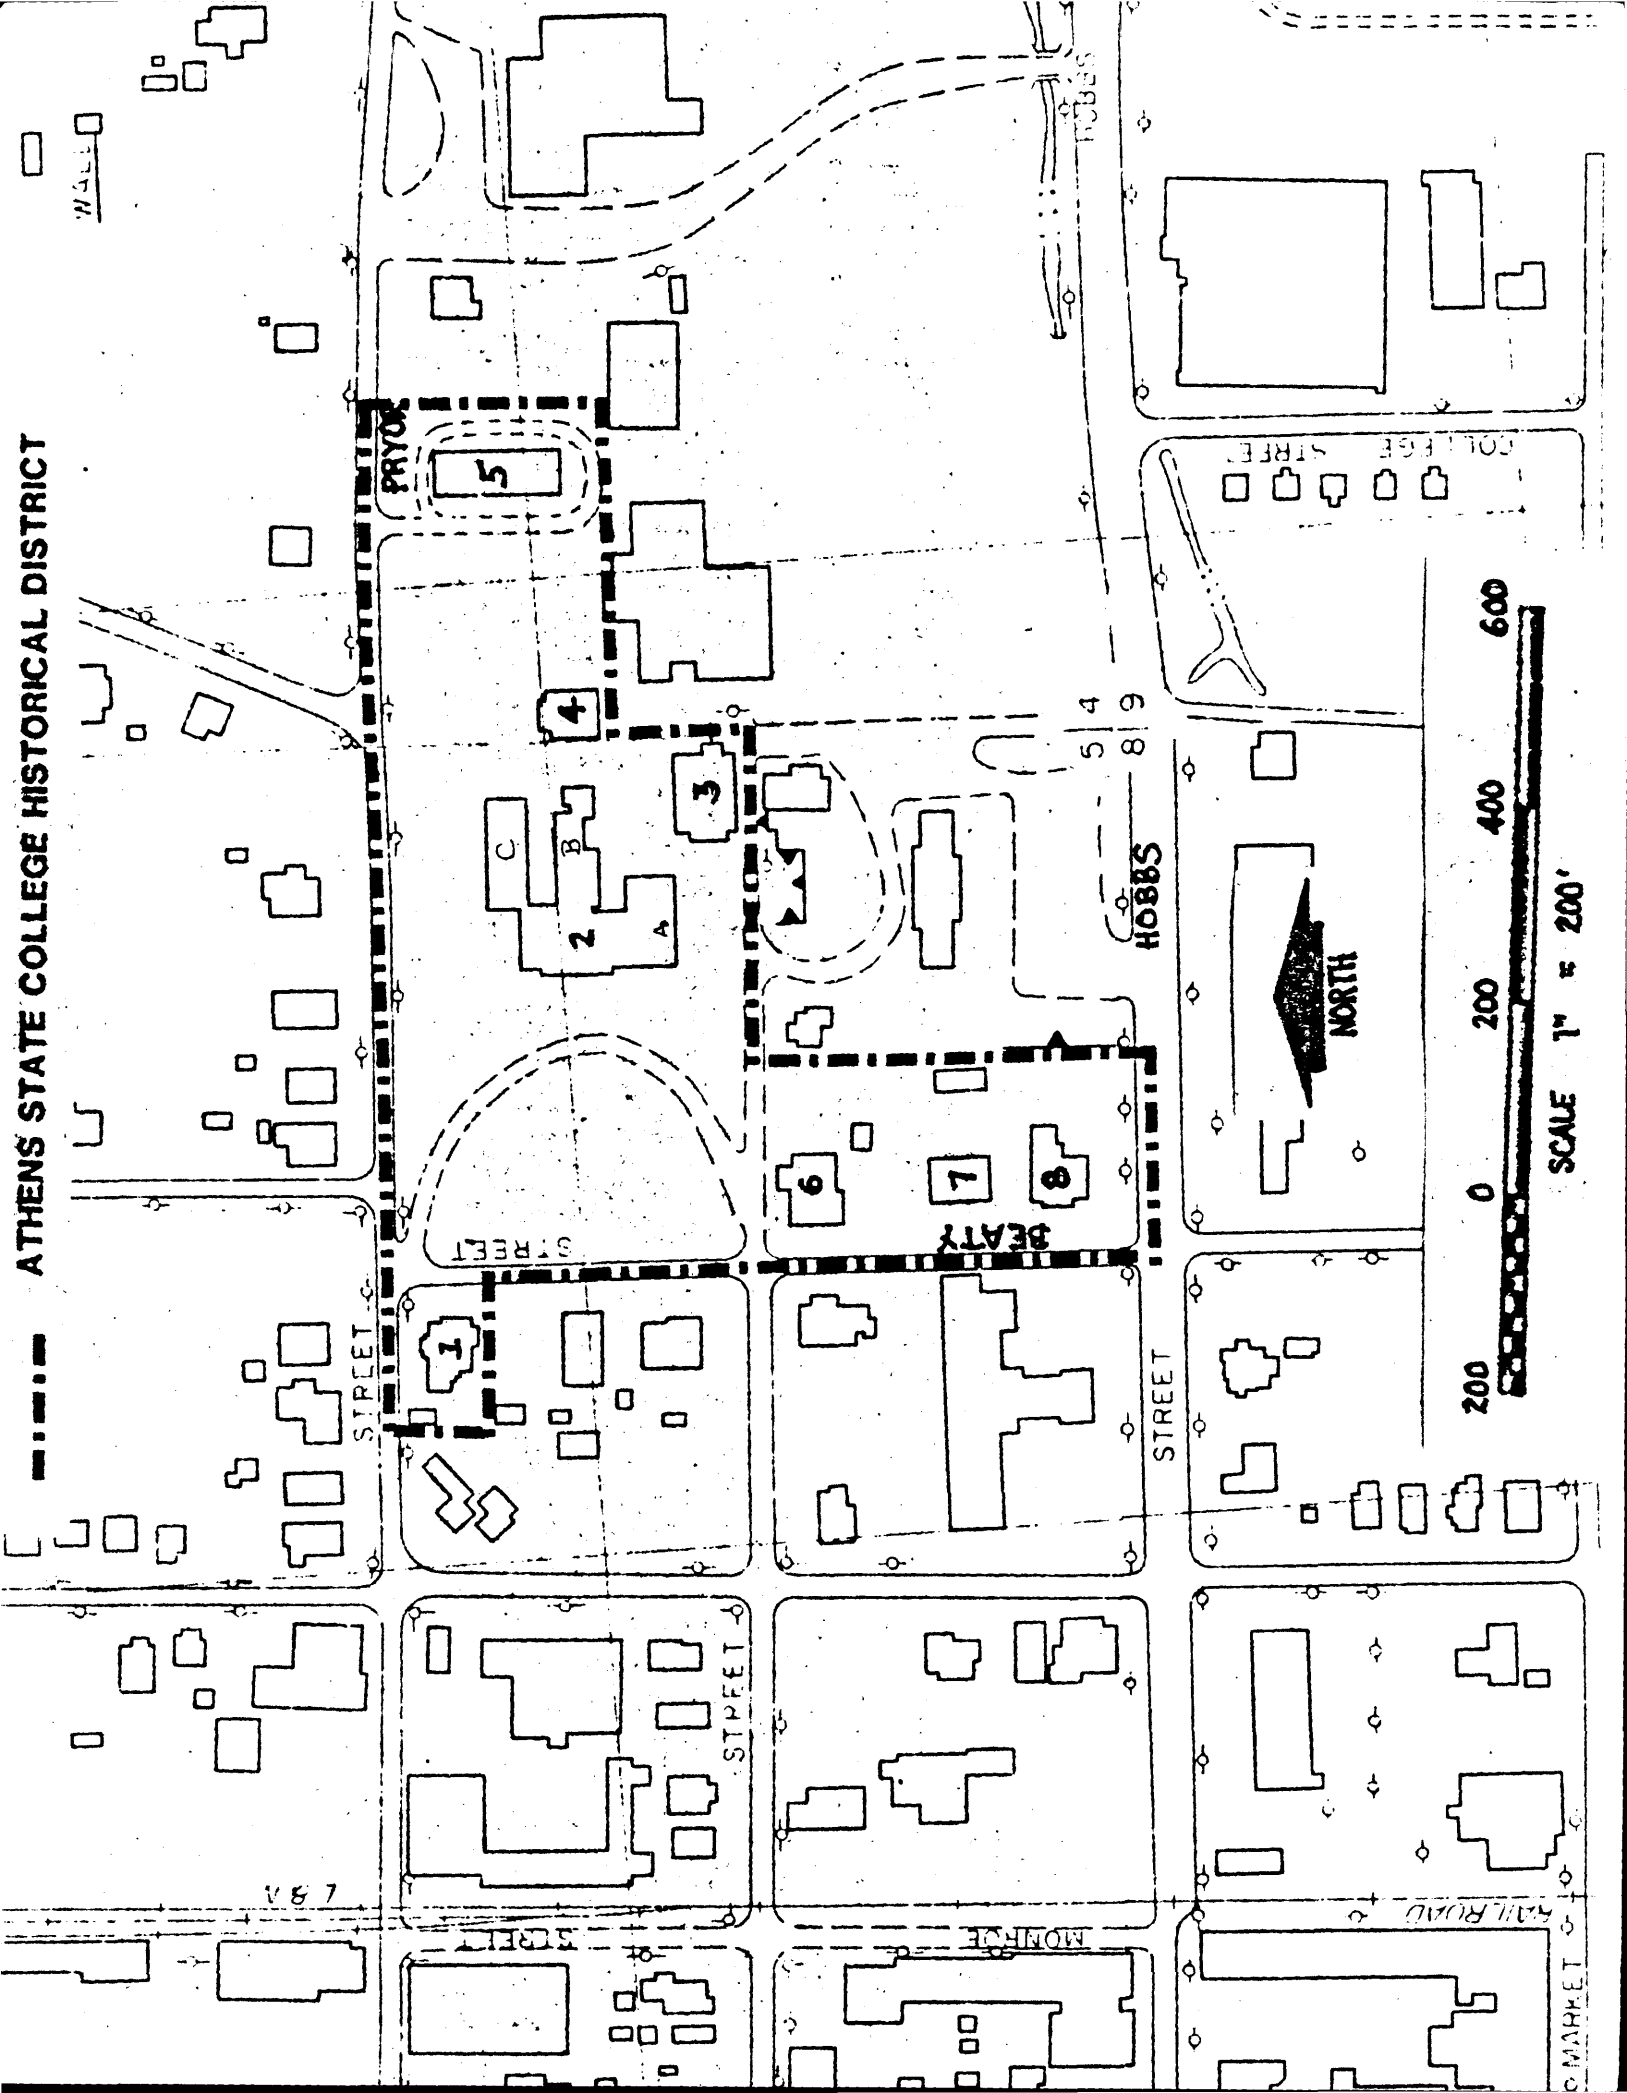 ATHENS STATE COLLEGE HISTORICAL DISTRICT
WALL
PRYOR
HOBBS
5
4
3
C
B
2
A
COLLEGE STREET
4
9
5
8
HOBBS
6
7
8
BEATY
STREET
1
STREET
STREET
STREET
L & N
RAILROAD
MONROE
STREET
MARKET
NORTH
200 0 200 400 600
SCALE 1" = 200'